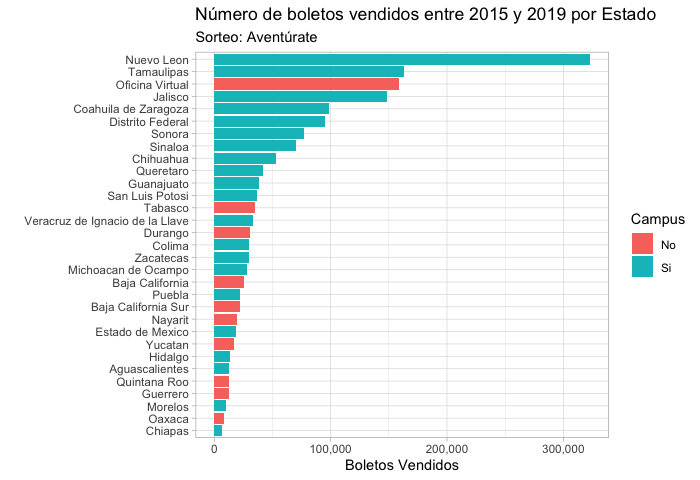 Número de boletos vendidos entre 2015 y 2019 por Estado
Sorteo: Aventúrate
Nuevo Leon
Tamaulipas
Oficina Virtual
Jalisco
Coahuila de Zaragoza
Distrito Federal
Sonora
Sinaloa
Chihuahua
Queretaro
Guanajuato
San Luis Potosi
Tabasco
Veracruz de Ignacio de la Llave
Durango
Colima
Zacatecas
Michoacan de Ocampo
Baja California
Puebla
Baja California Sur
Nayarit
Estado de Mexico
Yucatan
Hidalgo
Aguascalientes
Quintana Roo
Guerrero
Morelos
Oaxaca
Chiapas
0 100,000 200,000 300,000
Boletos Vendidos
Campus
No
Si